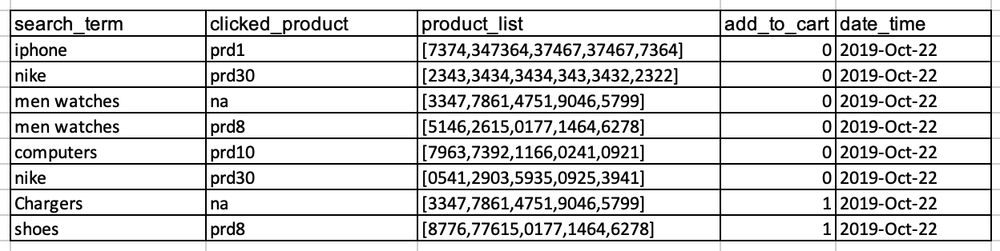 search_term clicked_product product_list add_to_cart date_time
iphone prd1 [7374,347364,37467,37467,7364] 0 2019-Oct-22
nike prd30 [2343,3434,3434,343,3432,2322] 0 2019-Oct-22
men watches na [3347,7861,4751,9046,5799] 0 2019-Oct-22
men watches prd8 [5146,2615,0177,1464,6278] 0 2019-Oct-22
computers prd10 [7963,7392,1166,0241,0921] 0 2019-Oct-22
nike prd30 [0541,2903,5935,0925,3941] 0 2019-Oct-22
Chargers na [3347,7861,4751,9046,5799] 1 2019-Oct-22
shoes prd8 [8776,77615,0177,1464,6278] 1 2019-Oct-22